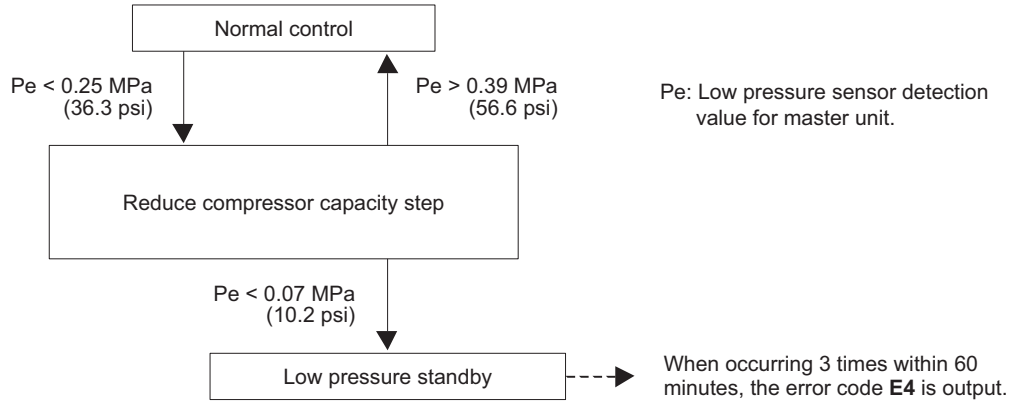 Normal control
Pe < 0.25 MPa
(36.3 psi)
Pe > 0.39 MPa
(56.6 psi)
Pe: Low pressure sensor detection
value for master unit.
Reduce compressor capacity step
Pe < 0.07 MPa
(10.2 psi)
Low pressure standby
When occurring 3 times within 60
minutes, the error code E4 is output.